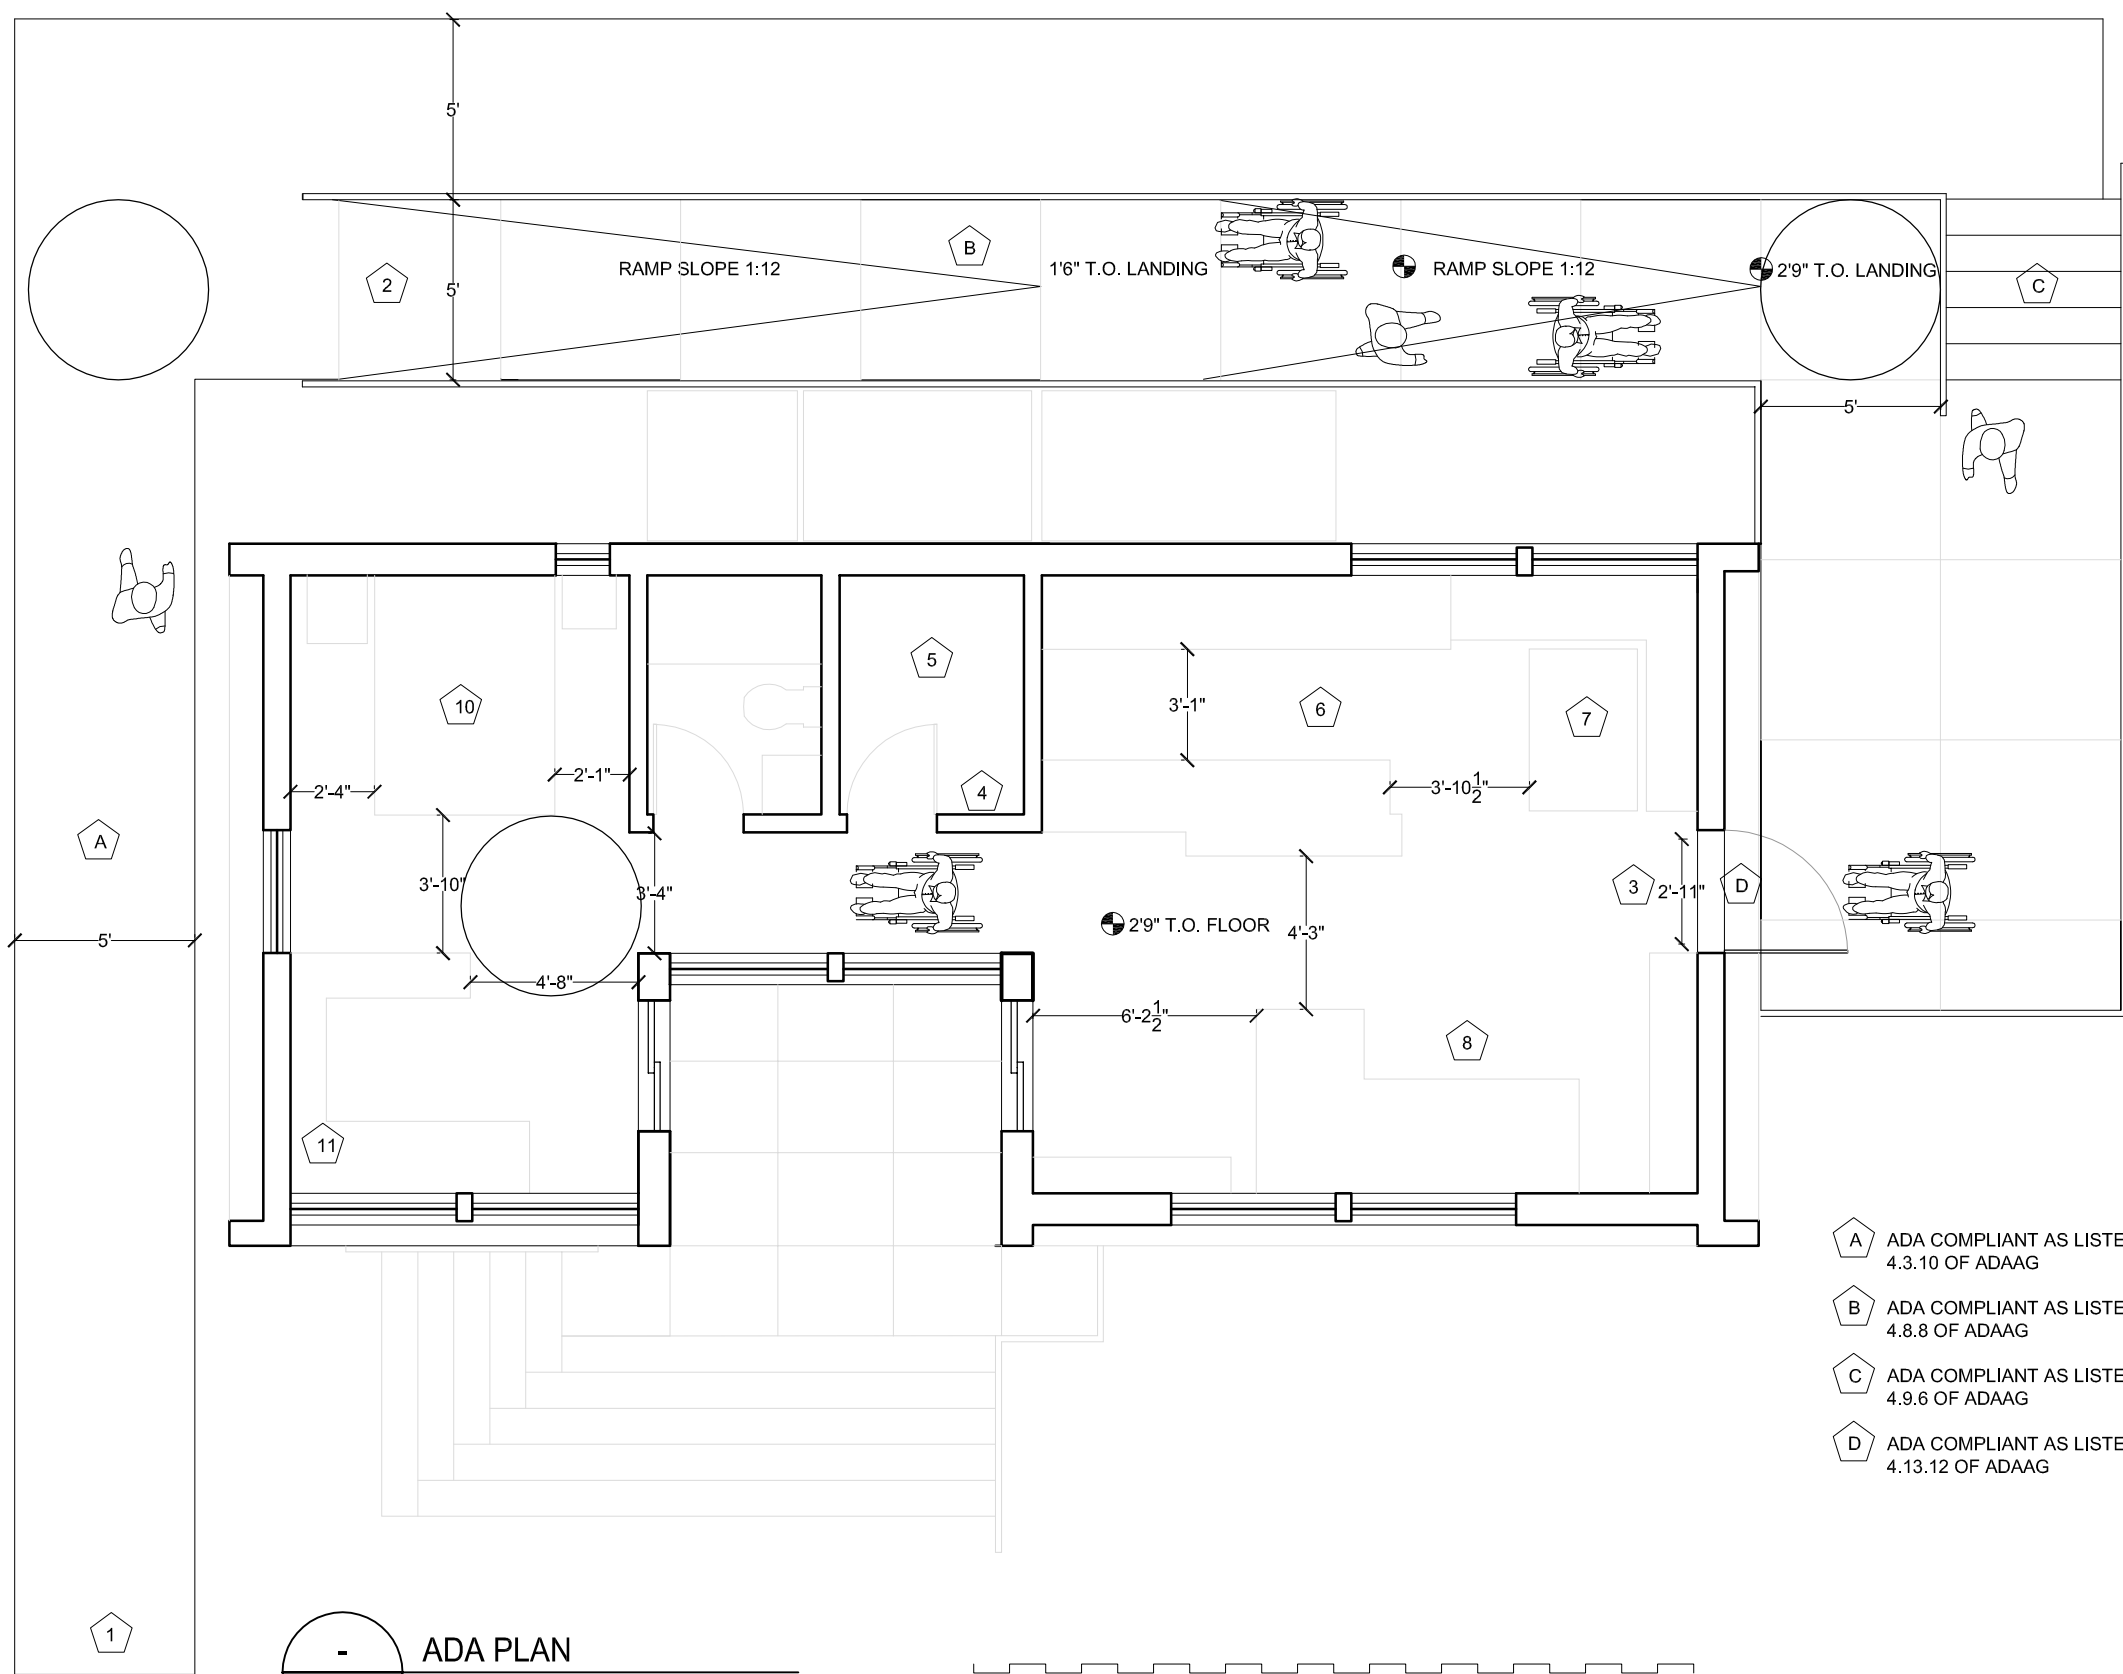 5'
5'
2
RAMP SLOPE 1:12
B
1'6" T.O. LANDING
RAMP SLOPE 1:12
2'9" T.O. LANDING
C
5'
5
10
3'-1"
6
7
2'-1"
2'-4"
4
3'-10 1/2"
A
3'-10"
3'-4"
3
2'-11"
D
2'9" T.O. FLOOR
4'-3"
5'
4'-8"
6'-2 1/2"
8
11
A ADA COMPLIANT AS LISTE
4.3.10 OF ADAAG
B ADA COMPLIANT AS LISTE
4.8.8 OF ADAAG
C ADA COMPLIANT AS LISTE
4.9.6 OF ADAAG
D ADA COMPLIANT AS LISTE
4.13.12 OF ADAAG
1
- ADA PLAN